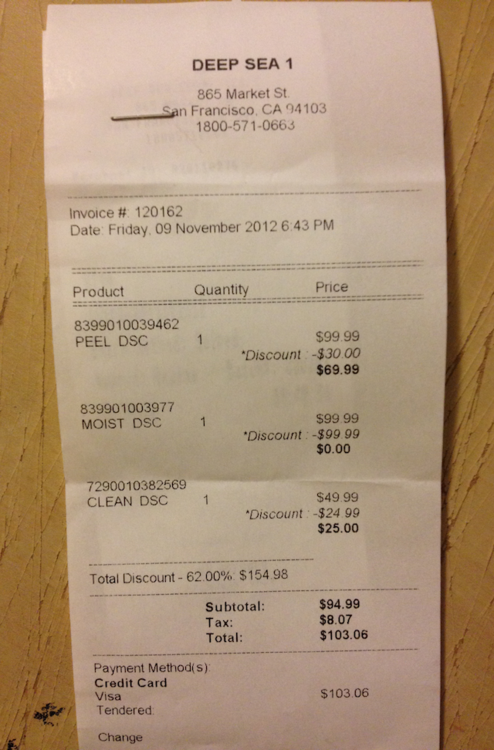 DEEP SEA 1
865 Market St.
San Francisco, CA 94103
1800-571-0663
Invoice #: 120162
Date: Friday, 09 November 2012 6:43 PM
Product Quantity Price
8399010039462
PEEL DSC 1 $99.99
*Discount : -$30.00
$69.99
839901003977
MOIST DSC 1 $99.99
*Discount : -$99.99
$0.00
7290010382569
CLEAN DSC 1 $49.99
*Discount : -$24.99
$25.00
Total Discount - 62.00%: $154.98
Subtotal: $94.99
Tax: $8.07
Total: $103.06
Payment Method(s):
Credit Card
Visa $103.06
Tendered:
Change